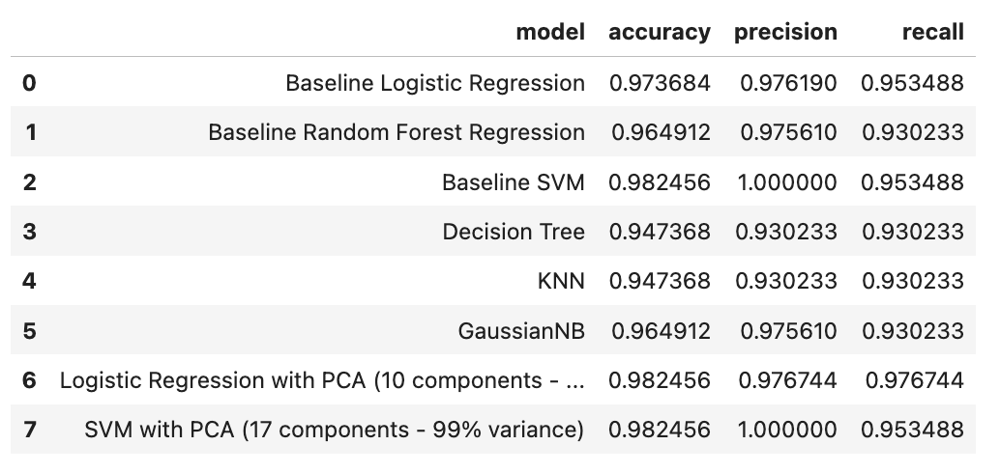 model accuracy precision recall
0 Baseline Logistic Regression 0.973684 0.976190 0.953488
1 Baseline Random Forest Regression 0.964912 0.975610 0.930233
2 Baseline SVM 0.982456 1.000000 0.953488
3 Decision Tree 0.947368 0.930233 0.930233
4 KNN 0.947368 0.930233 0.930233
5 GaussianNB 0.964912 0.975610 0.930233
6 Logistic Regression with PCA (10 components - ... 0.982456 0.976744 0.976744
7 SVM with PCA (17 components - 99% variance) 0.982456 1.000000 0.953488